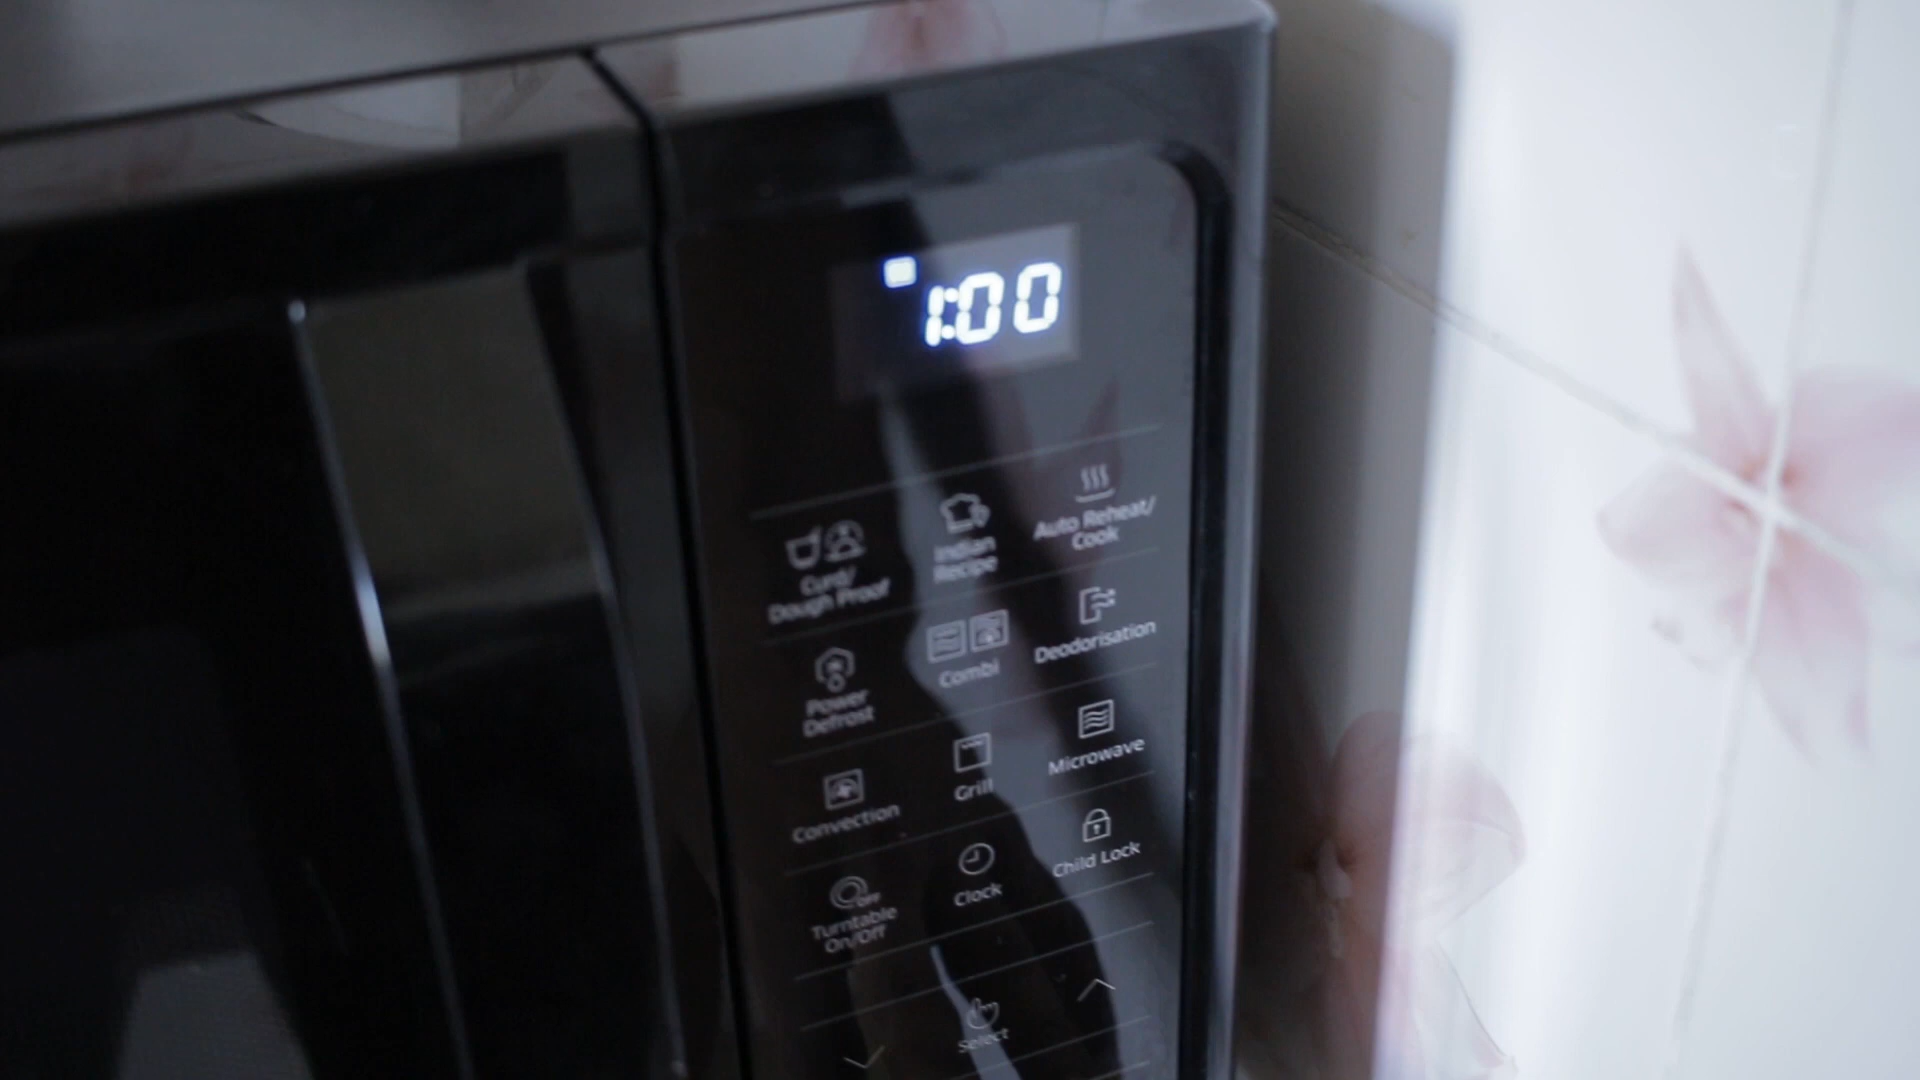 1:00
Curd/
Dough Proof
Indian
Recipe
Auto Reheat/
Cook
Power
Defrost
Combi
Deodorisation
Convection
Grill
Microwave
Turntable
On/Off
OFF
Clock
Child Lock
Select